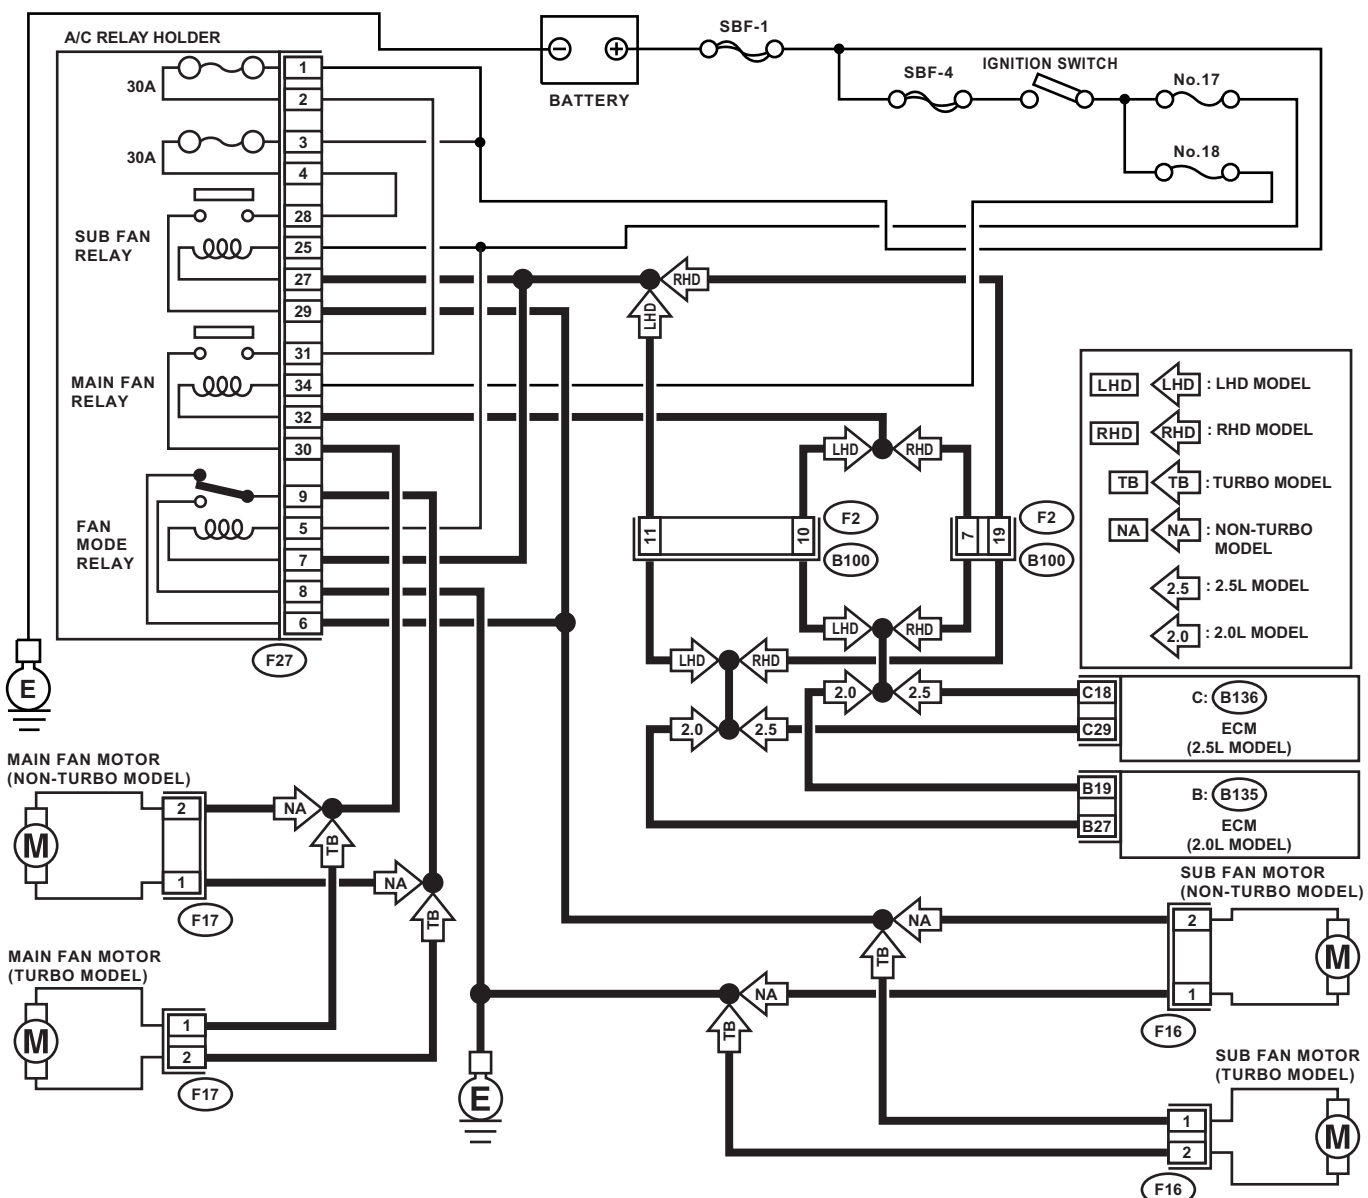 SBF-1
A/C RELAY HOLDER
1
30A
2
3
30A
4
28
SUB FAN
RELAY
25
27
29
31
MAIN FAN
RELAY
34
32
30
9
FAN
MODE
RELAY
5
7
8
6
F27
E
− +
BATTERY
SBF-4
IGNITION SWITCH
No.17
No.18
RHD
LHD
LHD RHD
11
10
F2
B100
7
19
F2
B100
LHD RHD
LHD RHD
2.0 2.5
2.0 2.5
LHD LHD : LHD MODEL
RHD RHD : RHD MODEL
TB TB : TURBO MODEL
NA NA : NON-TURBO
MODEL
2.5 : 2.5L MODEL
2.0 : 2.0L MODEL
C18
C29
C: B136
ECM
(2.5L MODEL)
B19
B27
B: B135
ECM
(2.0L MODEL)
MAIN FAN MOTOR
(NON-TURBO MODEL)
M
2
1
F17
NA
TB
NA
TB
MAIN FAN MOTOR
(TURBO MODEL)
M
1
2
F17
E
SUB FAN MOTOR
(NON-TURBO MODEL)
NA
TB
NA
TB
2
1
M
F16
SUB FAN MOTOR
(TURBO MODEL)
1
2
M
F16